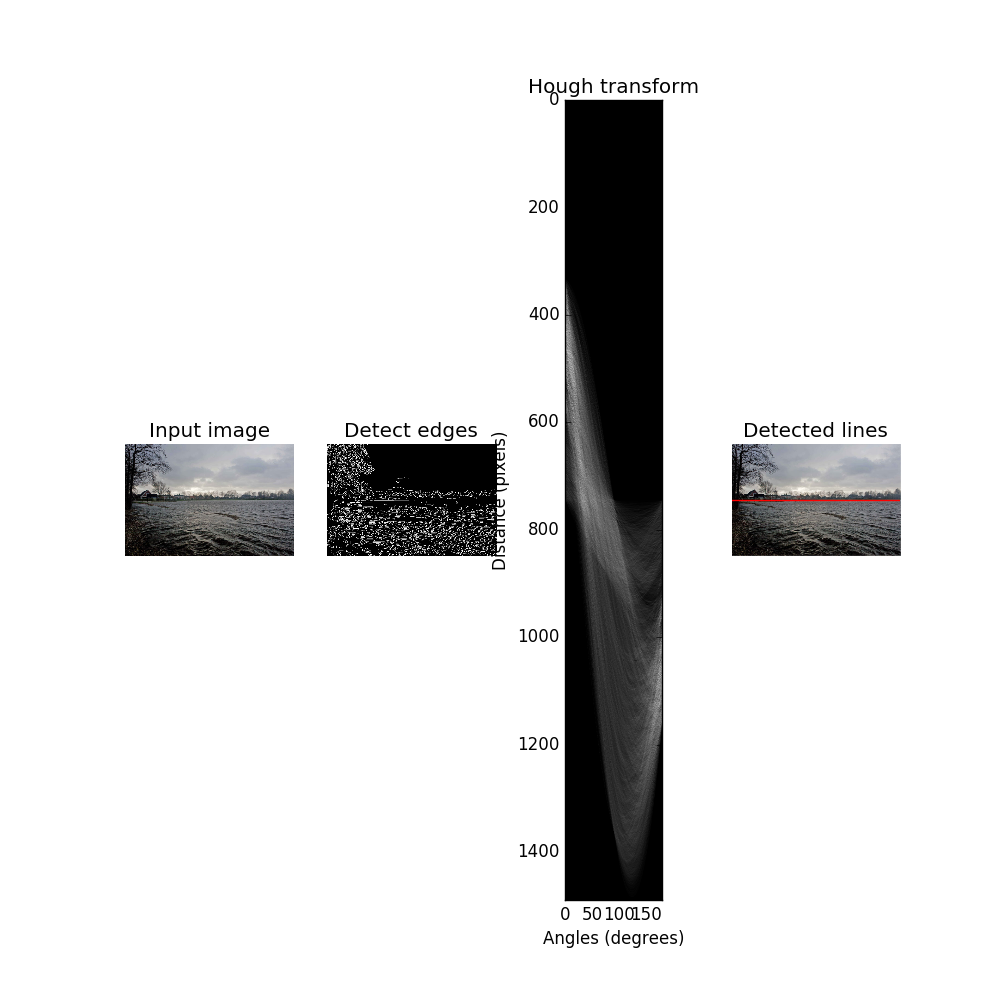 Input image
Detect edges
Hough transform
Distance (pixels)
0
200
400
600
800
1000
1200
1400
0 50 100 150
Angles (degrees)
Detected lines